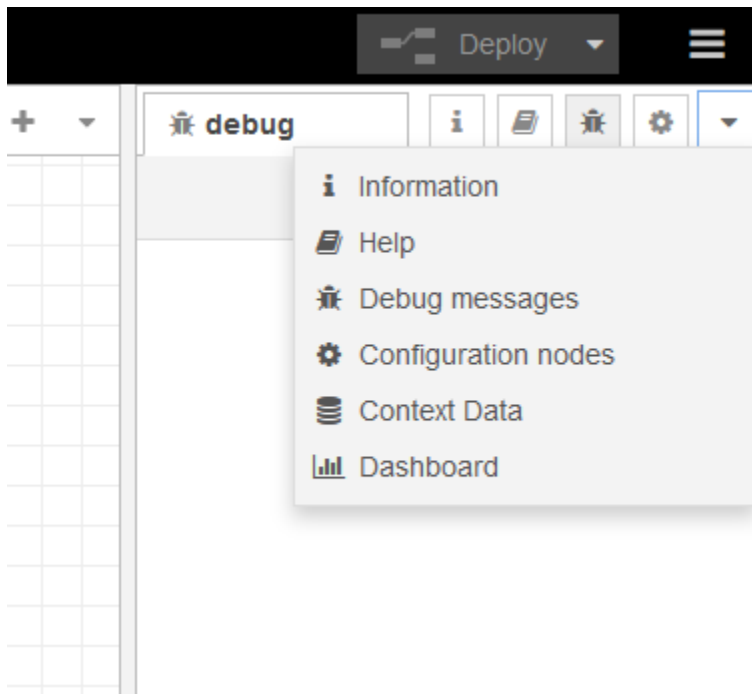 Deploy
debug
Information
Help
Debug messages
Configuration nodes
Context Data
Dashboard